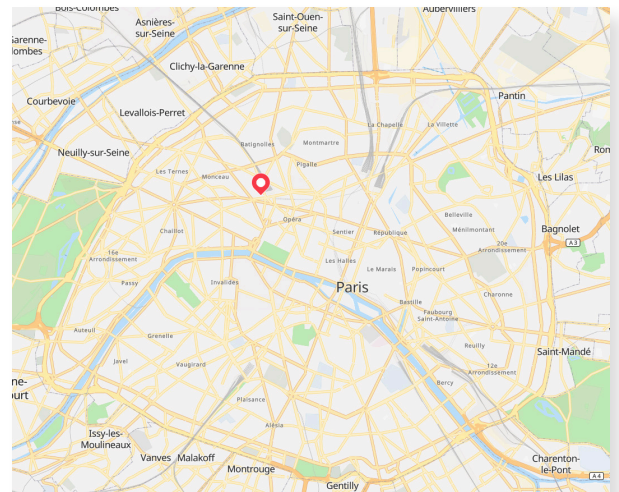 Bois-Colombes
Aubervilliers
Asnières-
sur-Seine
Saint-Ouen-
sur-Seine
Garenne-
lombes
Clichy-la-Garenne
Pantin
Courbevoie
Levallois-Perret
La Chapelle
La Villette
Batignolles
Montmartre
Neuilly-sur-Seine
Rom
Pigalle
Les Ternes
Monceau
Les Lilas
Opéra
Belleville
Chaillot
Sentier
République
Ménilmontant
Bagnolet
A 3
16e
Arrondissement
20e
Arrondissement
Les Halles
Le Marais
Popincourt
Passy
Invalides
Paris
Charonne
Bastille
Faubourg
Saint-Antoine
Auteuil
Grenelle
Reuilly
Saint-Mandé
Javel
Vaugirard
12e
Arrondissement
Bercy
ne-
ourt
Plaisance
Alésia
Issy-les-
Moulineaux
Vanves
Malakoff
Montrouge
Charenton-
le-Pont
A 4
Gentilly